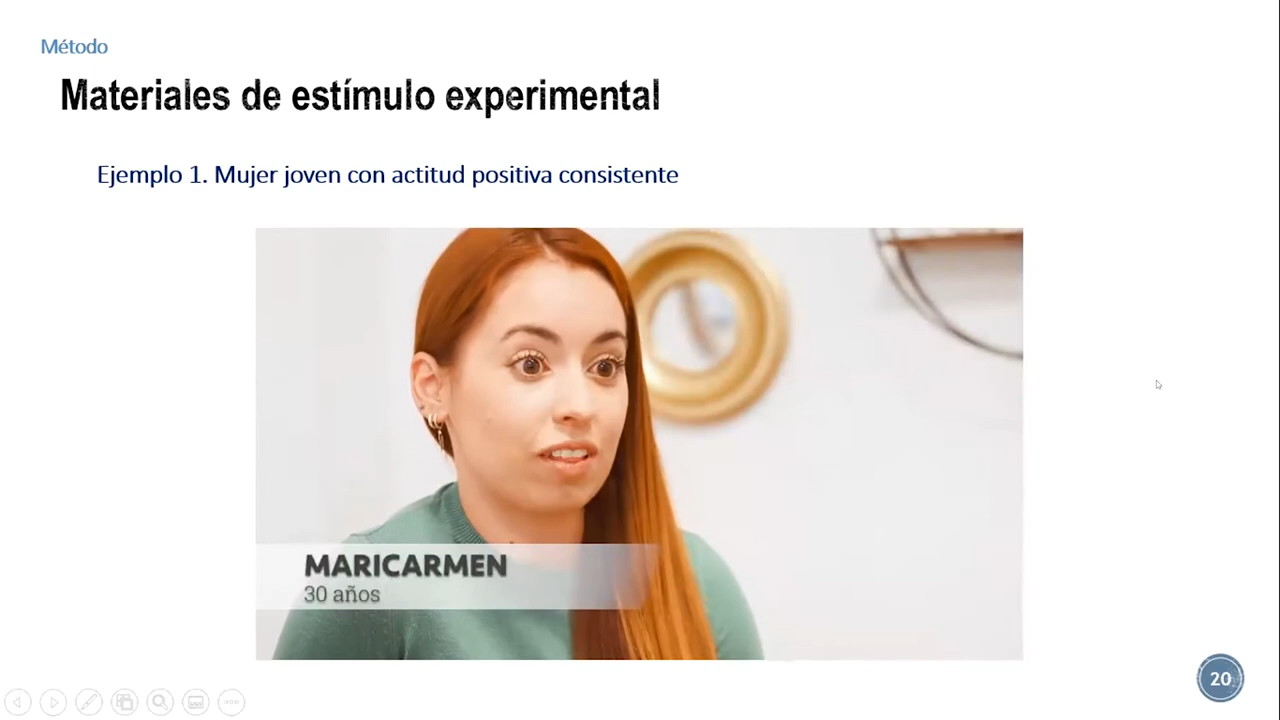 Método
Materiales de estímulo experimental
Ejemplo 1. Mujer joven con actitud positiva consistente
MARICARMEN
30 años
20